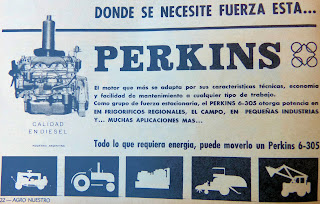 DONDE SE NECESITE FUERZA ESTA...
PERKINS
El motor que más se adapta por sus características técnicas, economía
y facilidad de mantenimiento a cualquier tipo de trabajo.
Como grupo de fuerza estacionaria, el PERKINS 6-305 otorga potencia en
EN FRIGORIFICOS REGIONALES, EL CAMPO, EN PEQUEÑAS INDUSTRIAS
Y... MUCHAS APLICACIONES MAS...
CALIDAD
EN DIESEL
Todo lo que requiera energía, puede moverlo un Perkins 6-305
22 — AGRO NUESTRO